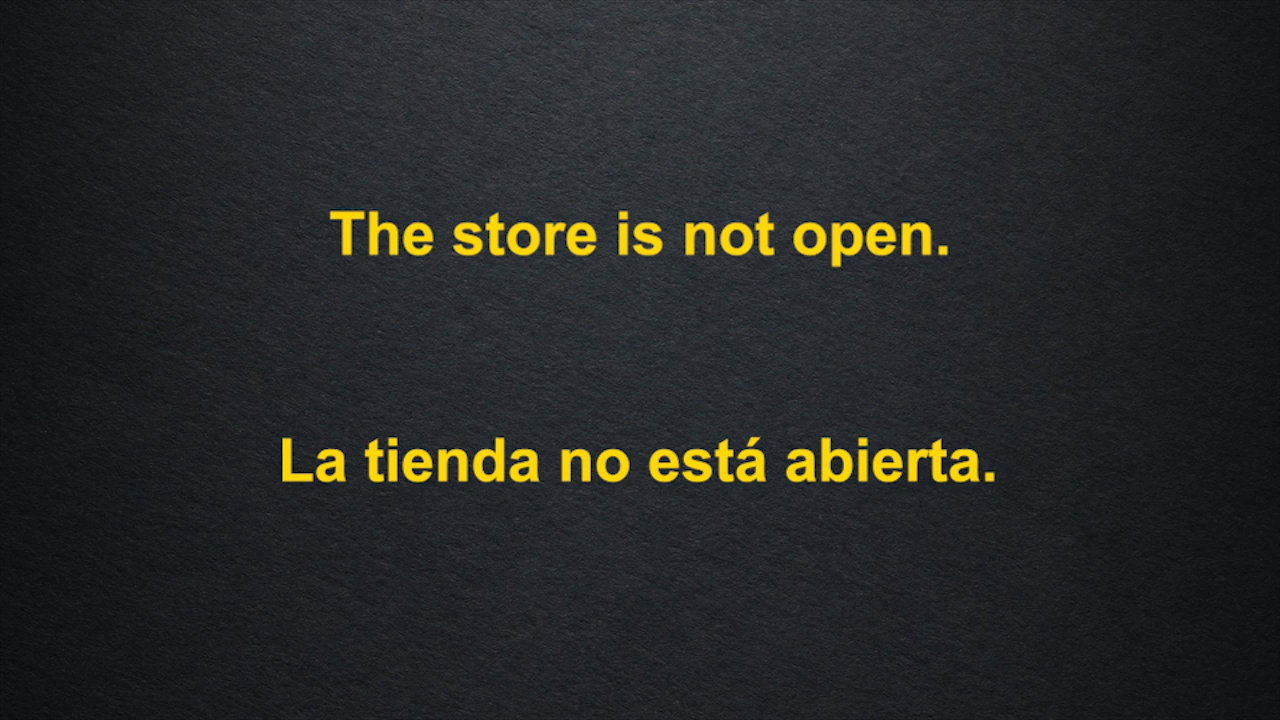 The store is not open.
La tienda no está abierta.